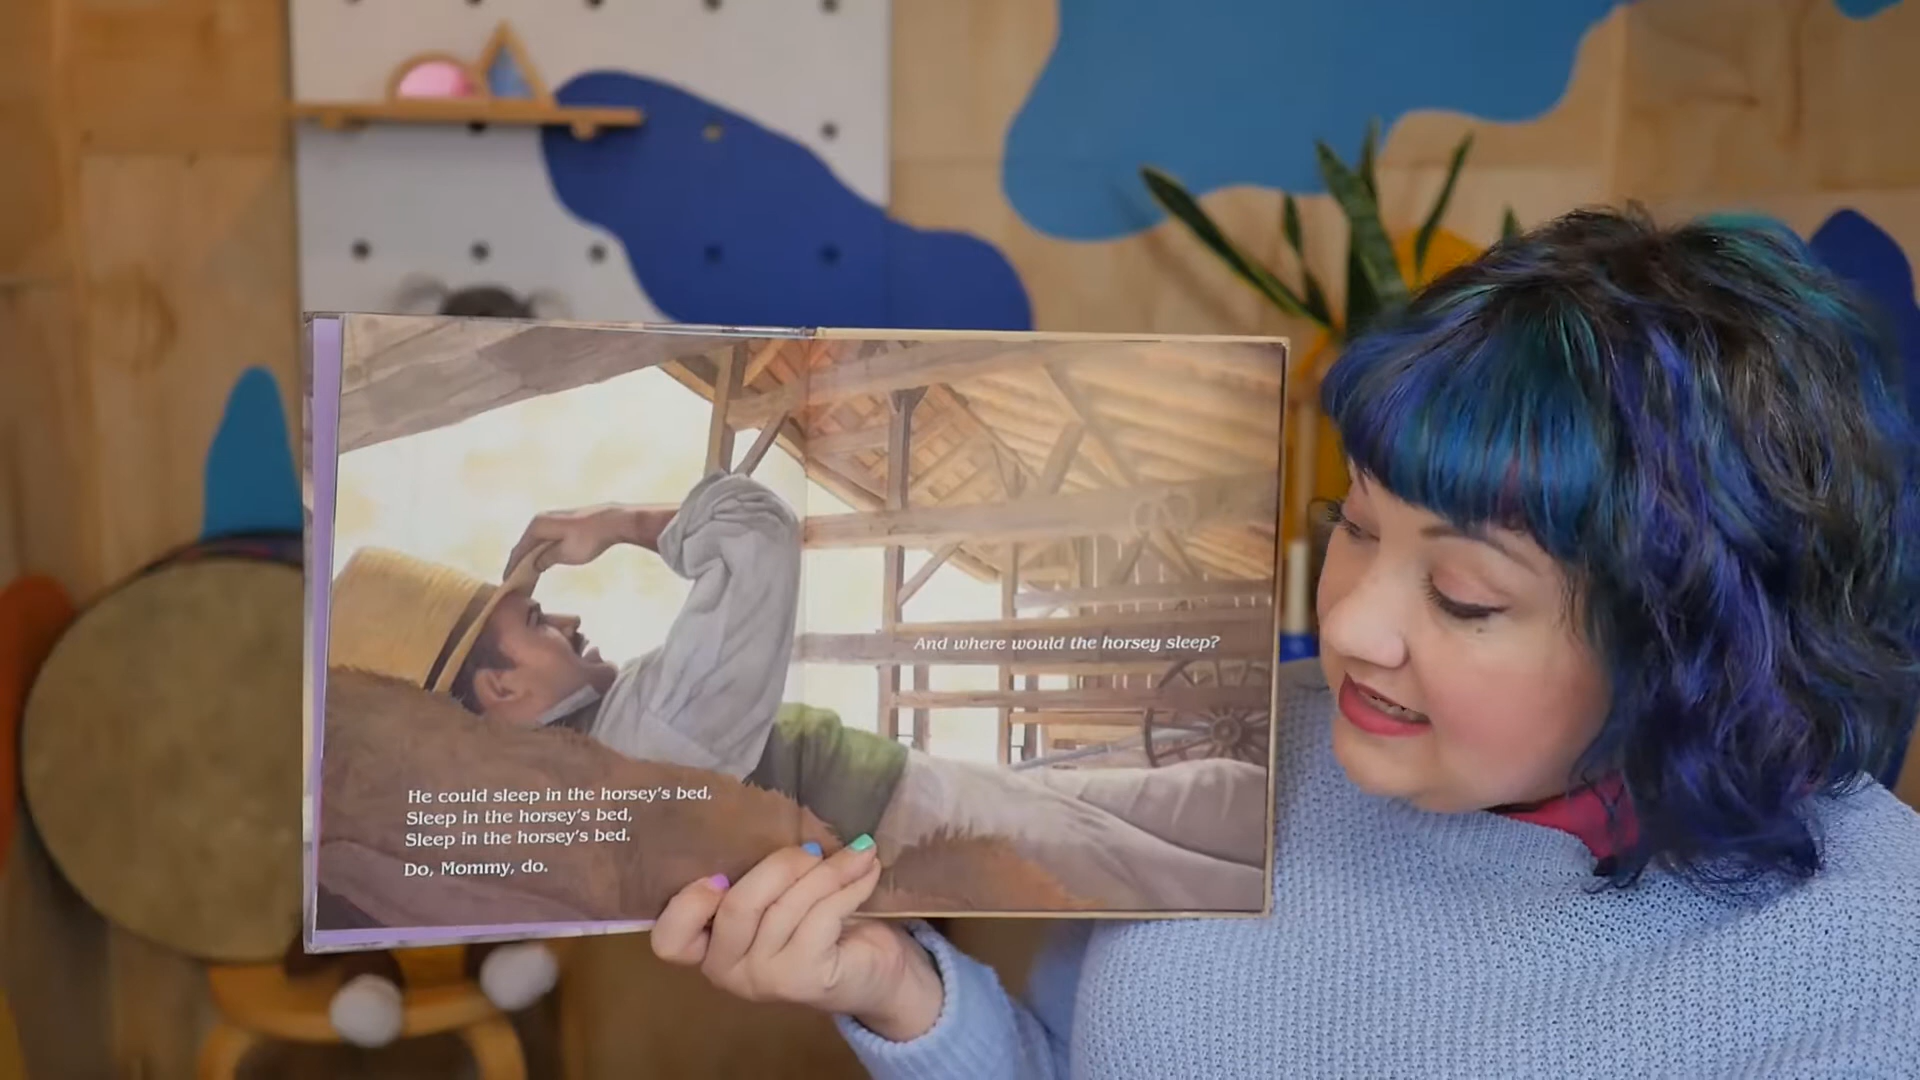 He could sleep in the horsey's bed,
Sleep in the horsey's bed,
Sleep in the horsey's bed.
Do, Mommy, do.
And where would the horsey sleep?